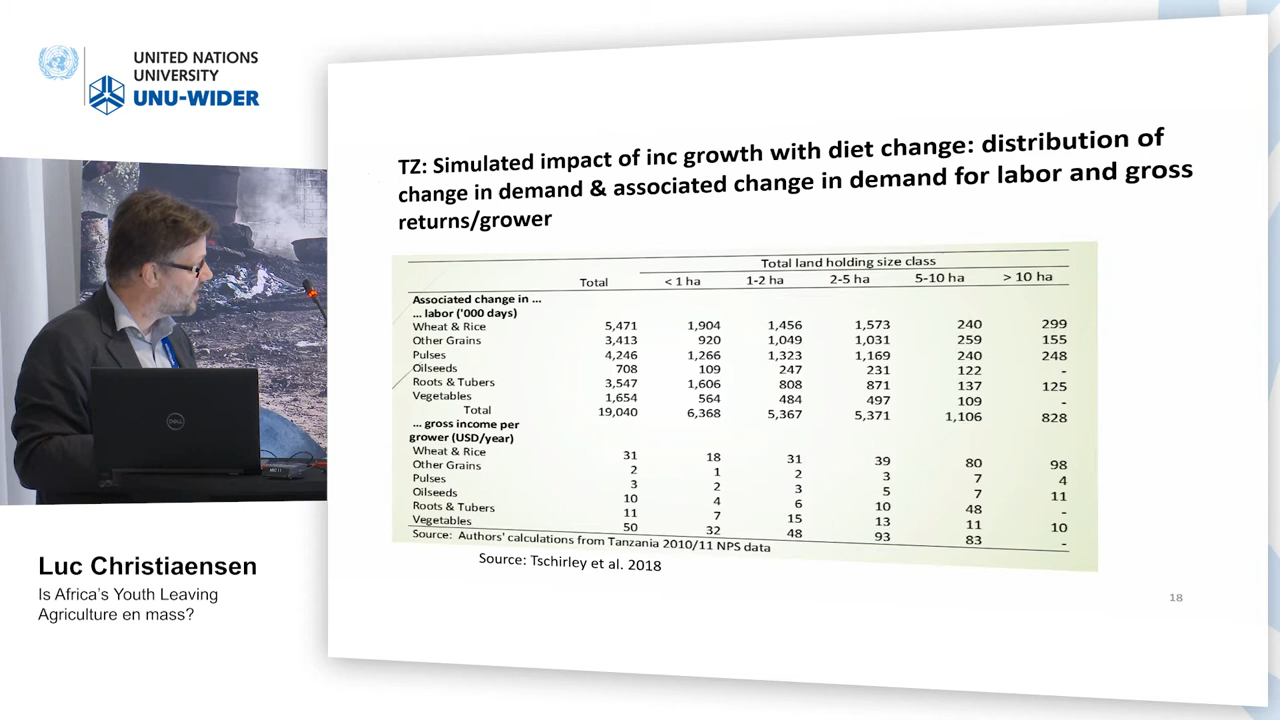 UNITED NATIONS
UNIVERSITY
UNU-WIDER
TZ: Simulated impact of inc growth with diet change: distribution of
change in demand & associated change in demand for labor and gross
returns/grower
Total land holding size class
Total < 1 ha 1-2 ha 2-5 ha 5-10 ha > 10 ha
Associated change in ...
... labor ('000 days)
Wheat & Rice 5,471 1,904 1,456 1,573 240 299
Other Grains 3,413 920 1,049 1,031 259 155
Pulses 4,246 1,266 1,323 1,169 240 248
Oilseeds 708 109 247 231 122 -
Roots & Tubers 3,547 1,606 808 871 137 125
Vegetables 1,654 564 484 497 109 -
Total 19,040 6,368 5,367 5,371 1,106 828
... gross income per
grower (USD/year)
Wheat & Rice 31 18 31 39 80 98
Other Grains 2 1 2 3 7 4
Pulses 3 2 3 5 7 11
Oilseeds 10 4 6 10 48 -
Roots & Tubers 11 7 15 13 11 10
Vegetables 50 32 48 93 83 -
Source: Authors' calculations from Tanzania 2010/11 NPS data
Source: Tschirley et al. 2018
18
DELL
Luc Christiaensen
Is Africa's Youth Leaving
Agriculture en mass?